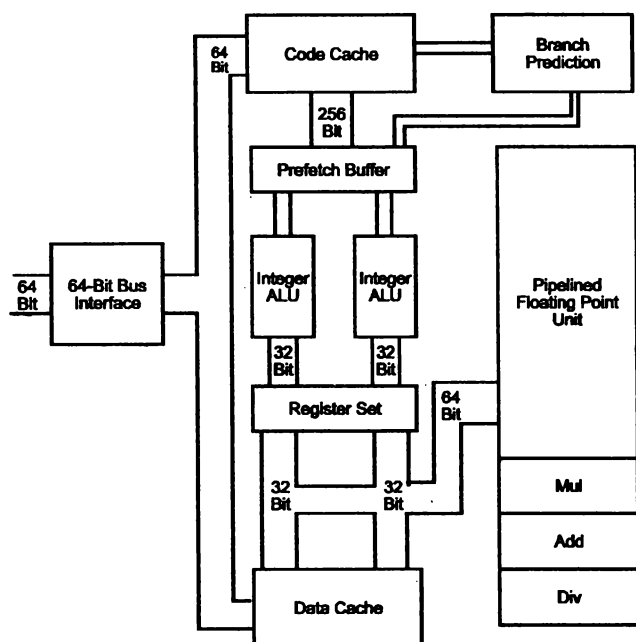 64
Bit
Code Cache
Branch
Prediction
256
Bit
Prefetch Buffer
64
Bit
64-Bit Bus
Interface
Integer
ALU
Integer
ALU
Pipelined
Floating Point
Unit
32
Bit
32
Bit
Register Set
64
Bit
32
Bit
32
Bit
Mul
Add
Div
Data Cache